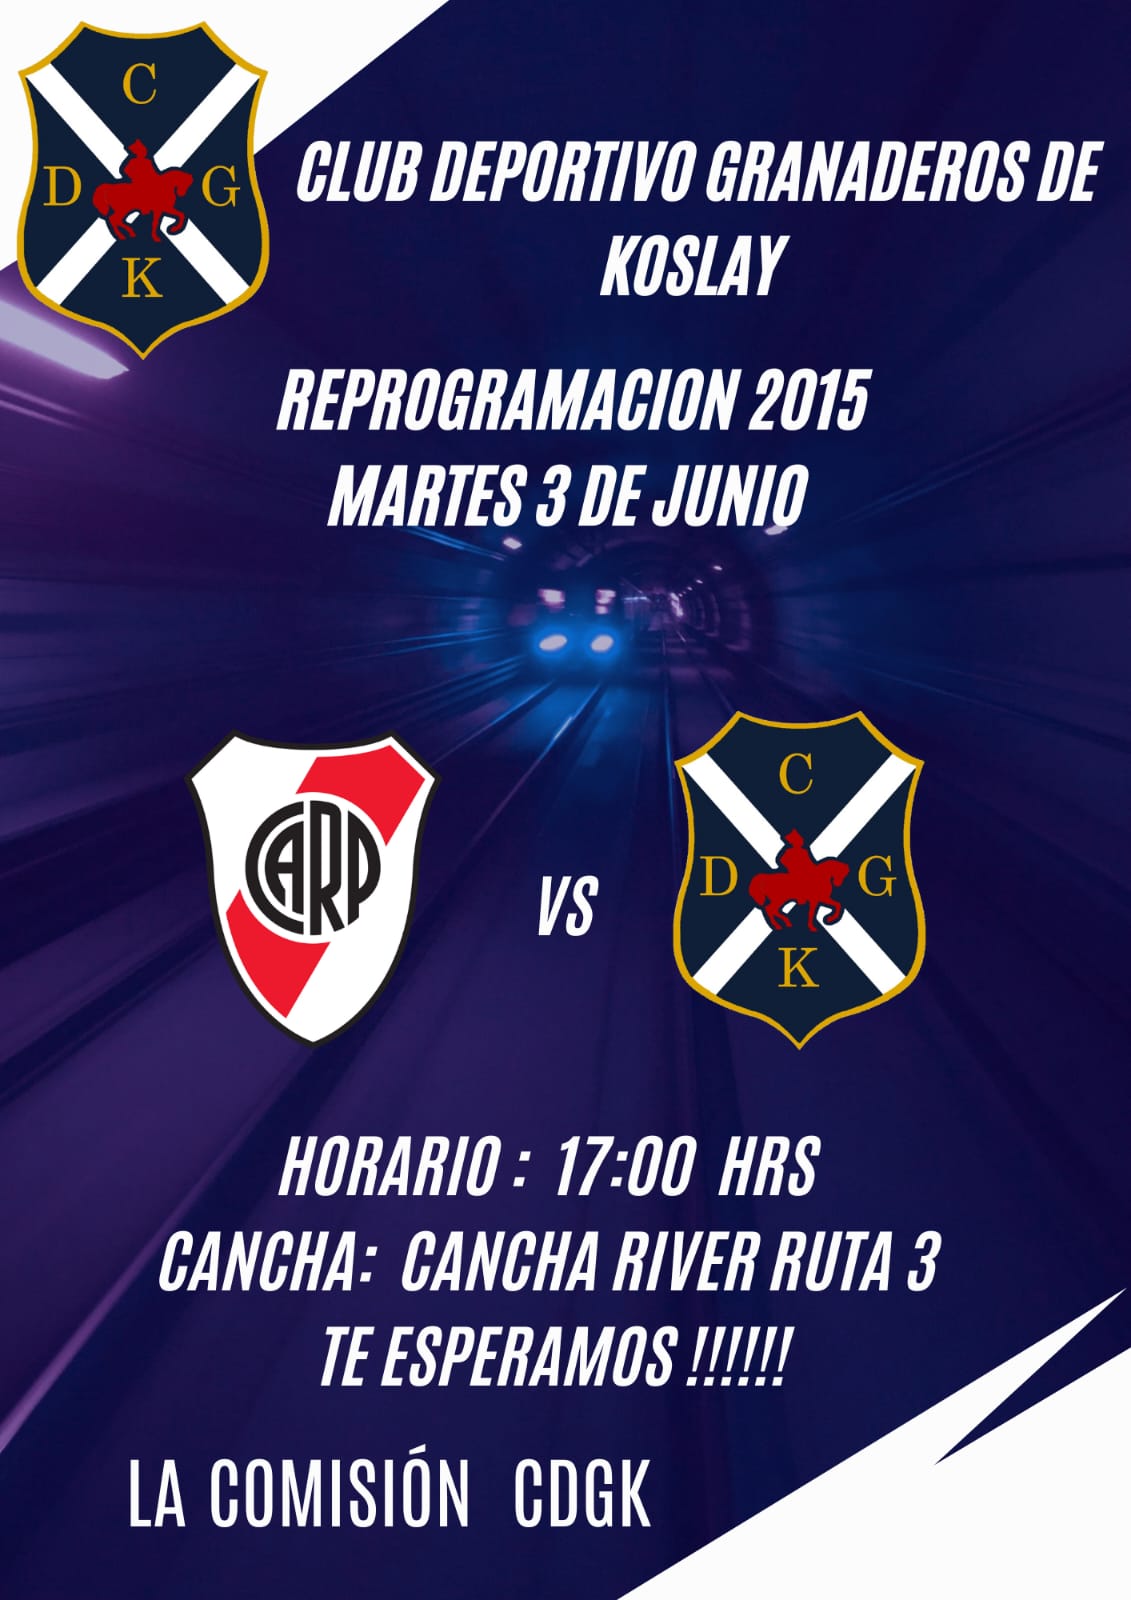 C
D G
K
CLUB DEPORTIVO GRANADEROS DE
KOSLAY
REPROGRAMACION 2015
MARTES 3 DE JUNIO
CARP
VS
C
D G
K
HORARIO : 17:00 HRS
CANCHA: CANCHA RIVER RUTA 3
TE ESPERAMOS !!!!!!
LA COMISIÓN CDGK